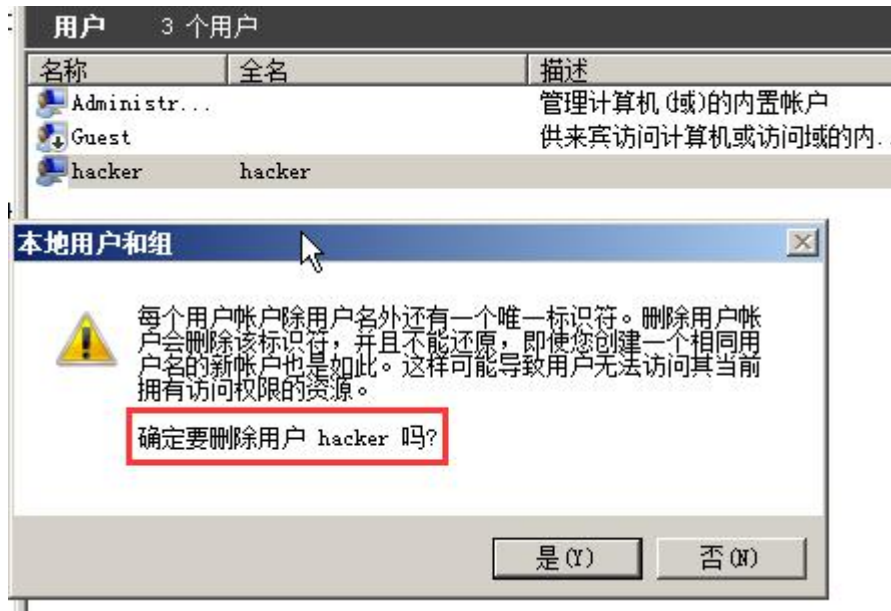 用户 3 个用户
名称 全名 描述
Administr... 管理计算机(域)的内置帐户
Guest 供来宾访问计算机或访问域的内...
hacker hacker
本地用户和组
每个用户帐户除用户名外还有一个唯一标识符。删除用户帐
户会删除该标识符，并且不能还原，即使您创建一个相同用
户名的新帐户也是如此。这样可能导致用户无法访问其当前
拥有访问权限的资源。
确定要删除用户 hacker 吗?
是(Y) 否(N)